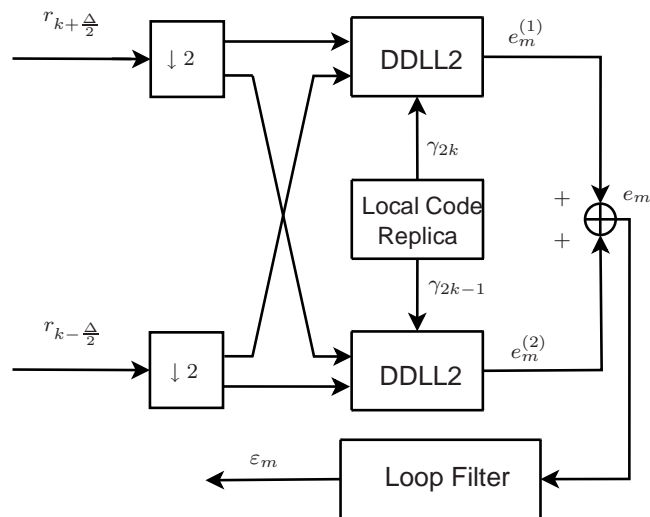 r_{k+\frac{\Delta}{2}}
↓ 2
DDLL2
e_m^{(1)}
γ_{2k}
Local Code
Replica
+
+
e_m
γ_{2k−1}
r_{k−\frac{\Delta}{2}}
↓ 2
DDLL2
e_m^{(2)}
ε_m
Loop Filter